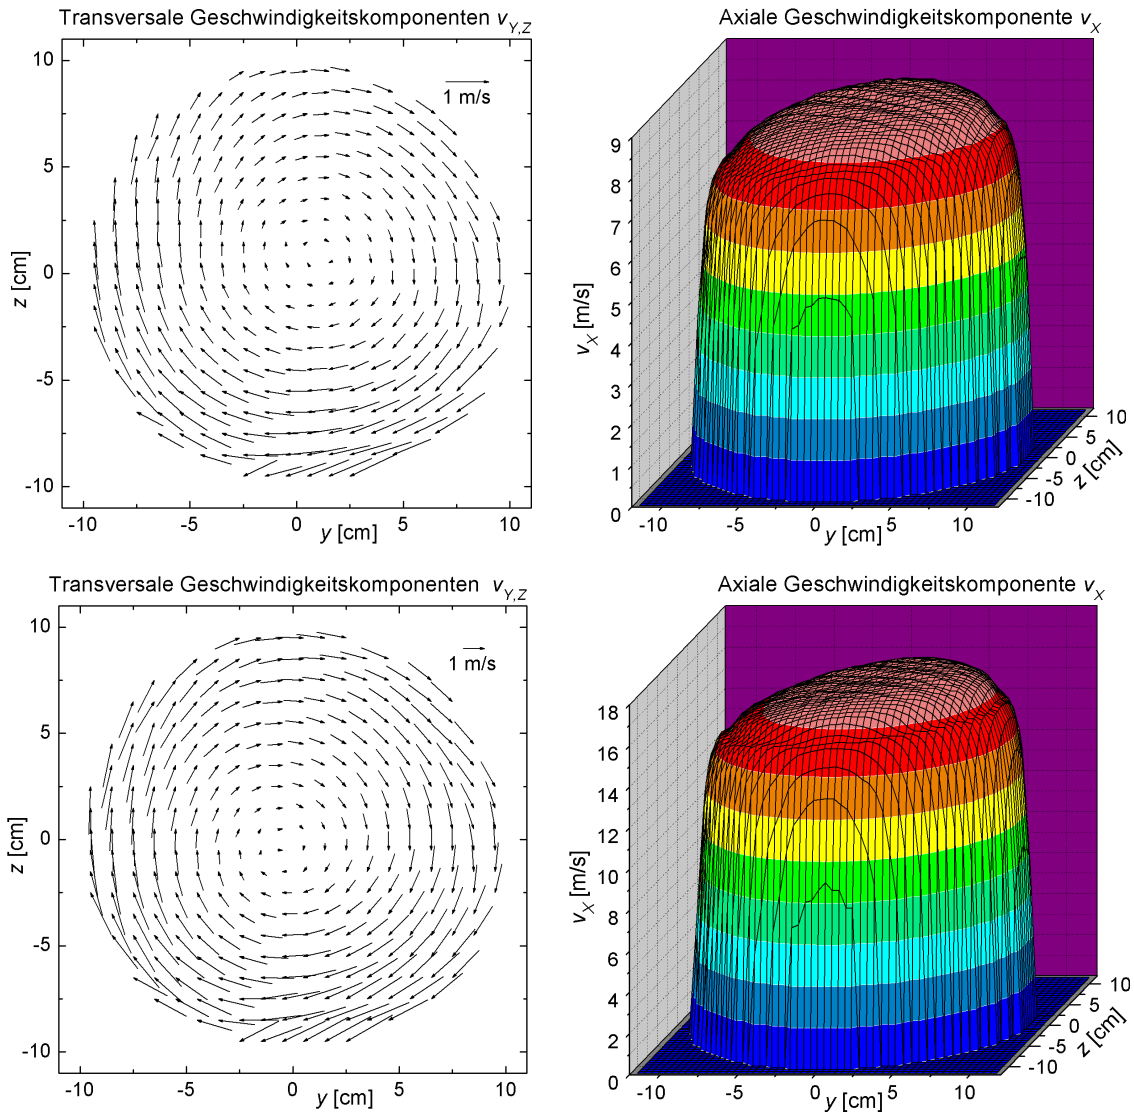 Transversale Geschwindigkeitskomponenten v_Y,Z
10
5
0
-5
-10
z [cm]
1 m/s
-10 -5 0 5 10
y [cm]
Axiale Geschwindigkeitskomponente v_X
9
8
7
6
5
4
3
2
1
0
v_X [m/s]
-10 -5 0 5 10
y [cm]
10
5
0
-5
-10
z [cm]
Transversale Geschwindigkeitskomponenten v_Y,Z
10
5
0
-5
-10
z [cm]
1 m/s
-10 -5 0 5 10
y [cm]
Axiale Geschwindigkeitskomponente v_X
18
16
14
12
10
8
6
4
2
0
v_X [m/s]
-10 -5 0 5 10
y [cm]
10
5
0
-5
-10
z [cm]